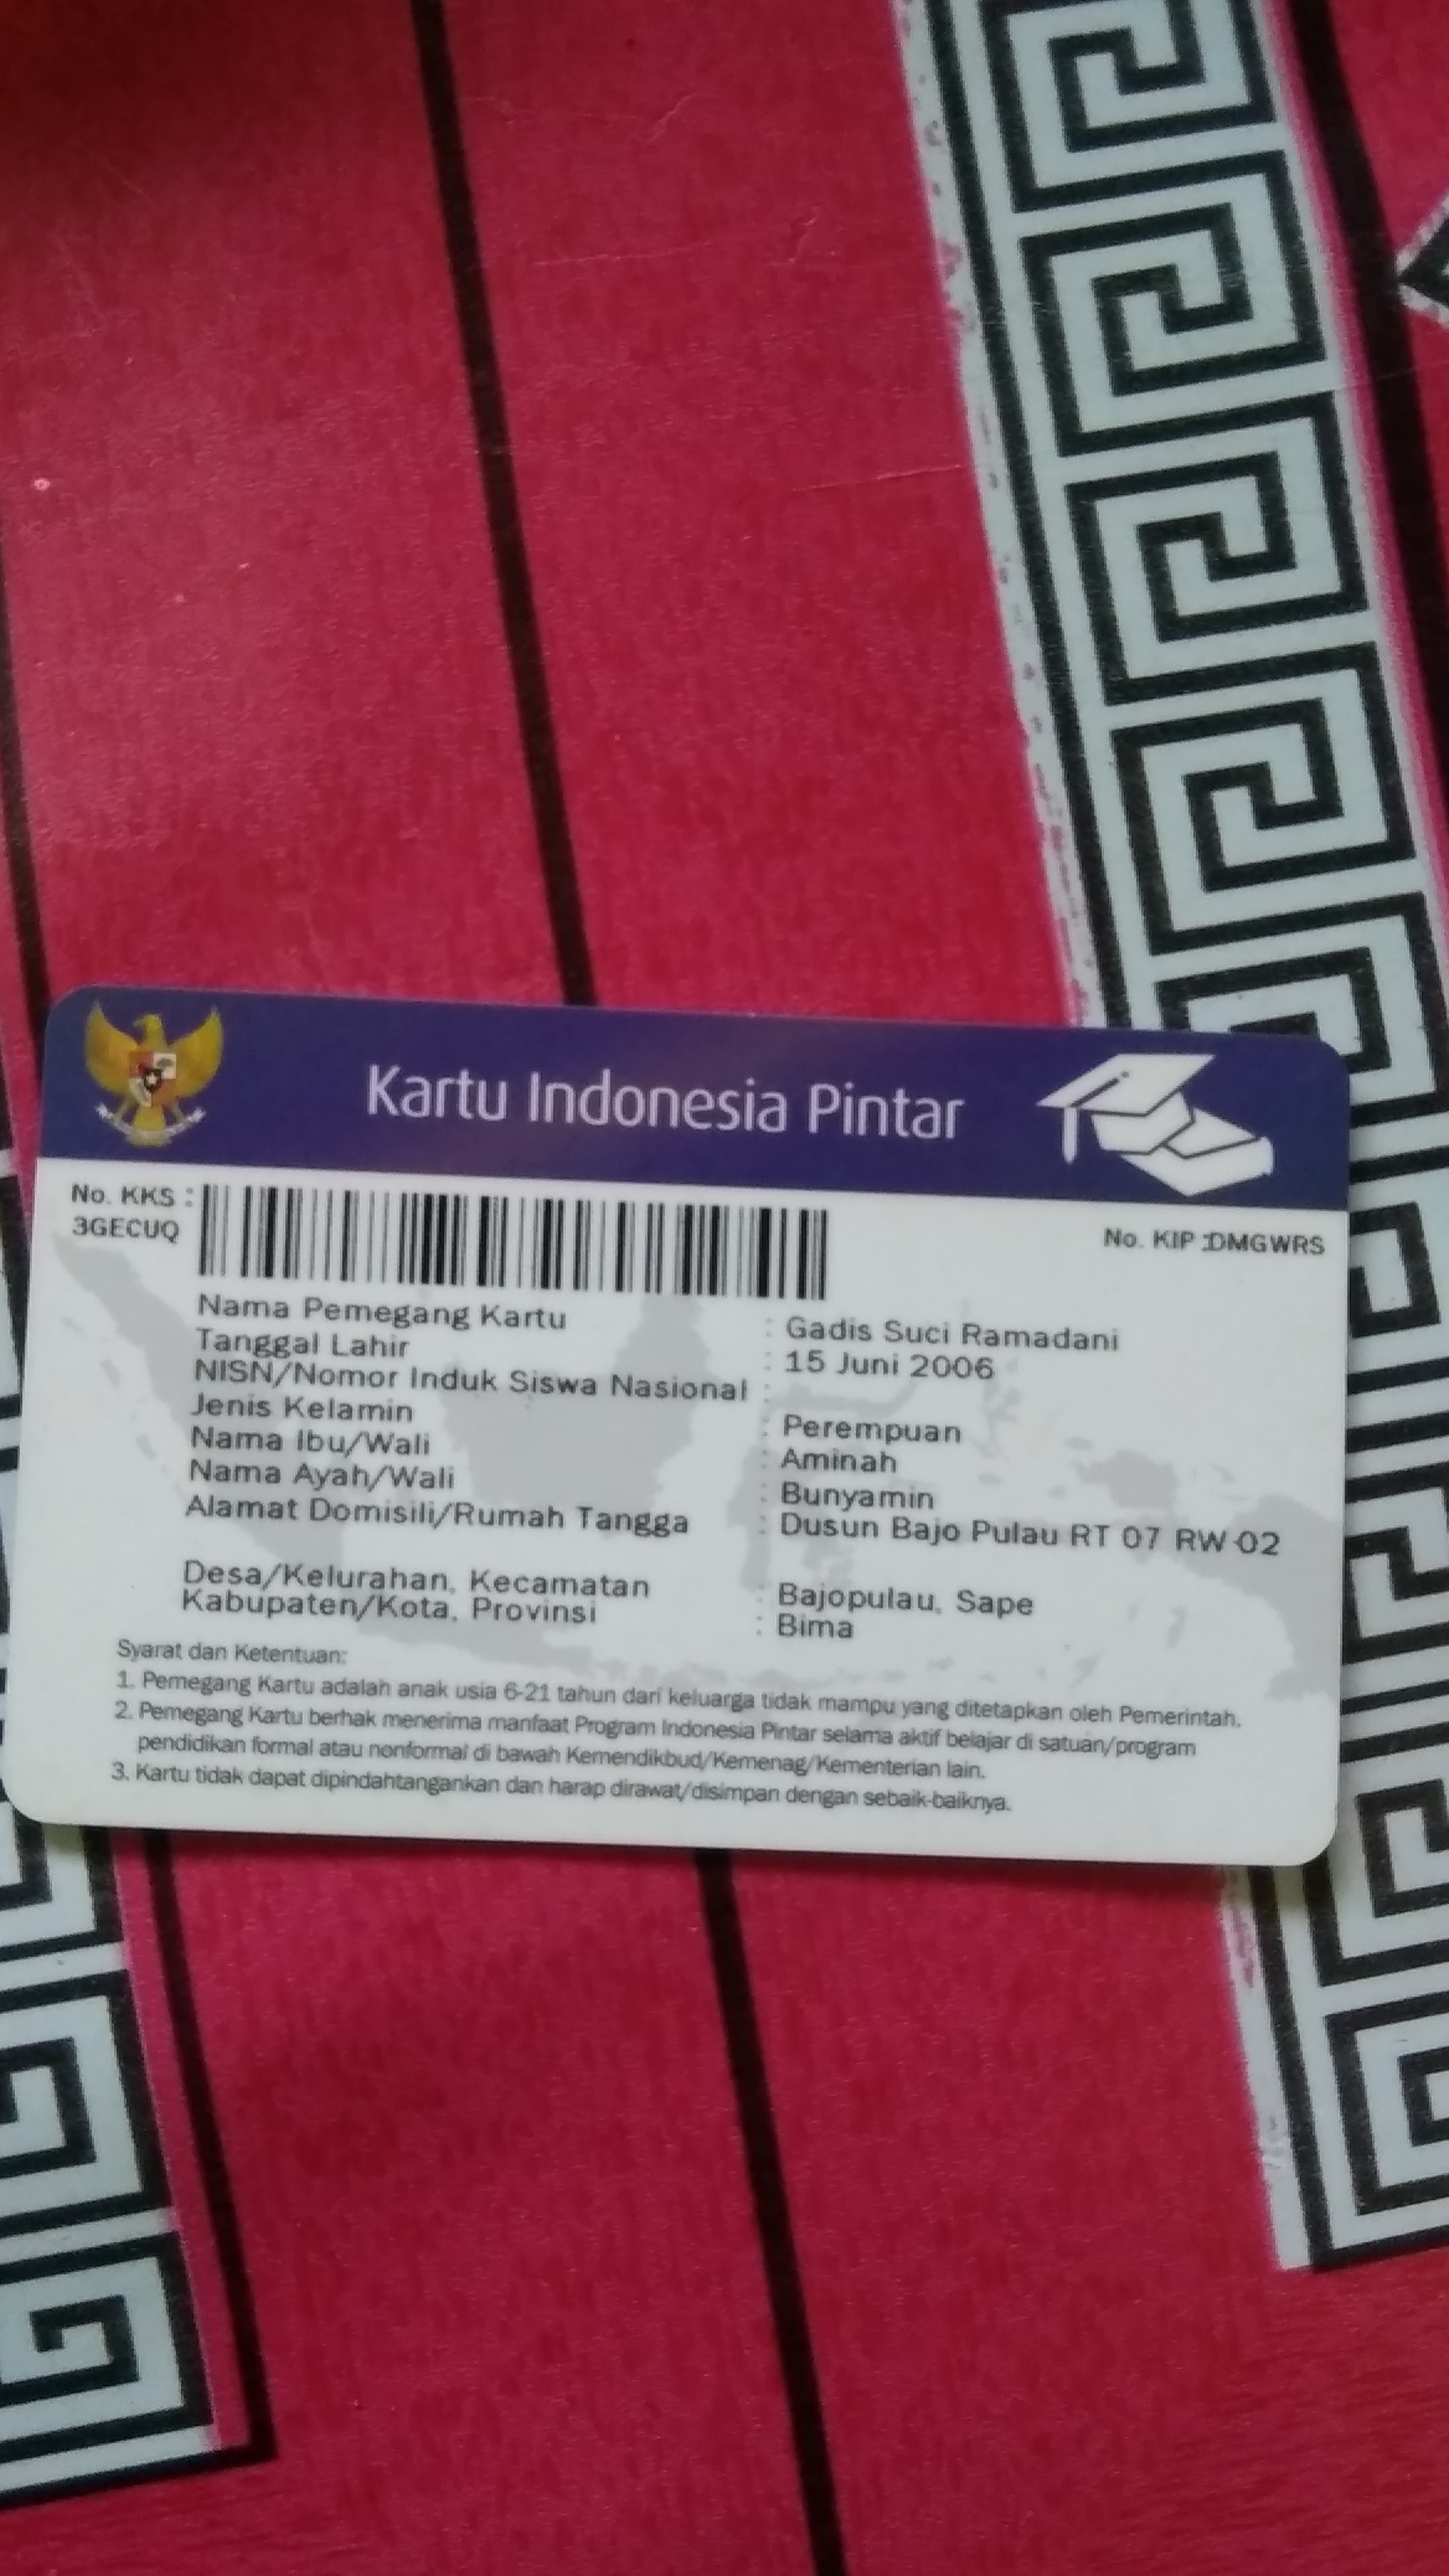 Kartu Indonesia Pintar
No. KKS :
3GECUQ
No. KIP :DMGWRS
Nama Pemegang Kartu : Gadis Suci Ramadani
Tanggal Lahir : 15 Juni 2006
NISN/Nomor Induk Siswa Nasional :
Jenis Kelamin : Perempuan
Nama Ibu/Wali : Aminah
Nama Ayah/Wali : Bunyamin
Alamat Domisili/Rumah Tangga : Dusun Bajo Pulau RT 07 RW 02
Desa/Kelurahan, Kecamatan : Bajopulau, Sape
Kabupaten/Kota, Provinsi : Bima
Syarat dan Ketentuan:
1. Pemegang Kartu adalah anak usia 6-21 tahun dari keluarga tidak mampu yang ditetapkan oleh Pemerintah.
2. Pemegang Kartu berhak menerima manfaat Program Indonesia Pintar selama aktif belajar di satuan/program
pendidikan formal atau nonformal di bawah Kemendikbud/Kemenag/Kementerian lain.
3. Kartu tidak dapat dipindahtangankan dan harap dirawat/disimpan dengan sebaik-baiknya.